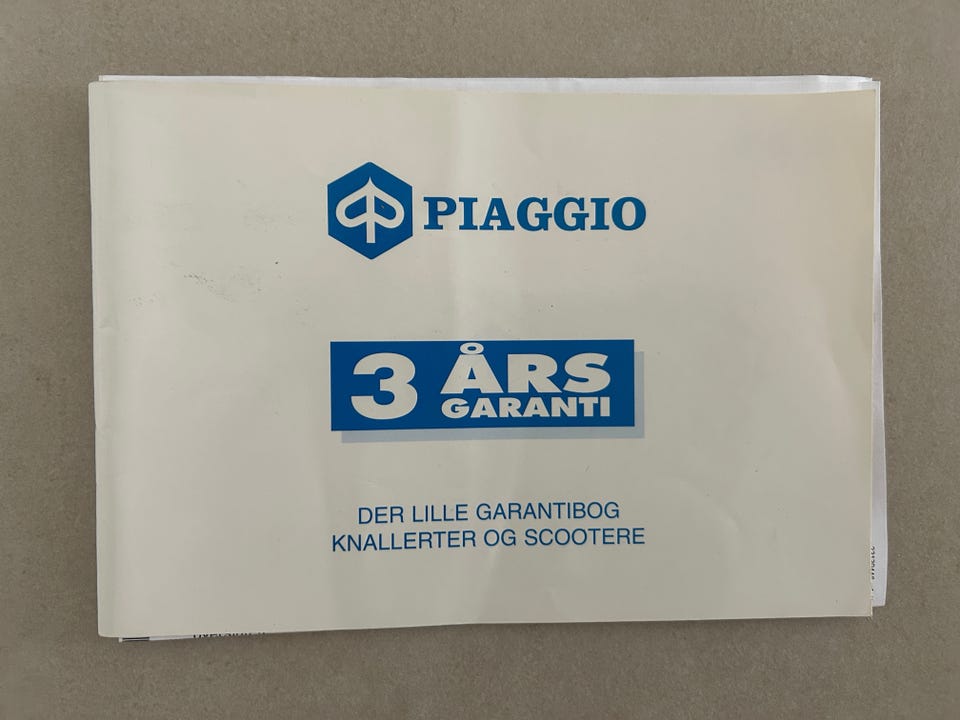 PIAGGIO
3 ÅRS
GARANTI
DER LILLE GARANTIBOG
KNALLERTER OG SCOOTERE